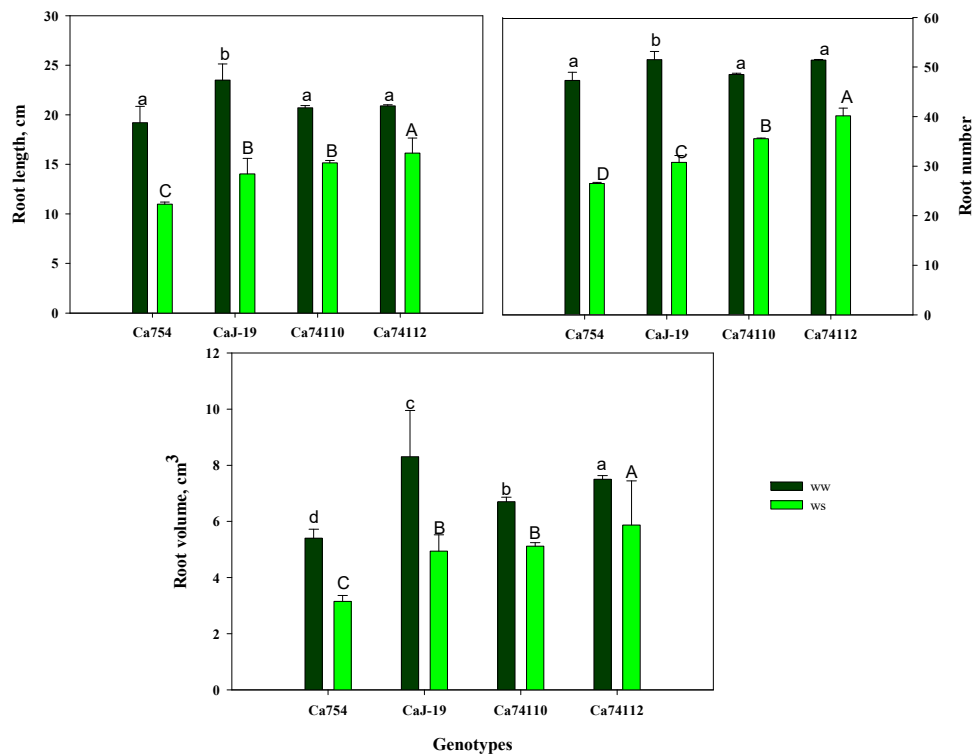 Root length, cm
30
25
20
15
10
5
0
a
C
b
B
a
B
a
A
Ca754
CaJ-19
Ca74110
Ca74112
Root number
60
50
40
30
20
10
0
a
D
b
C
a
B
a
A
Ca754
CaJ-19
Ca74110
Ca74112
Root volume, cm3
12
10
8
6
4
2
0
d
C
c
B
b
B
a
A
Ca754
CaJ-19
Ca74110
Ca74112
Genotypes
ww
ws